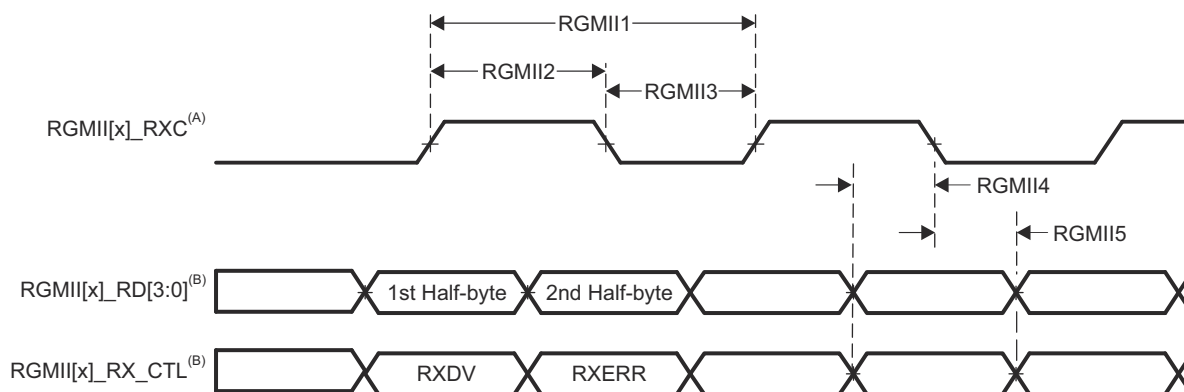 RGMII1
RGMII2
RGMII3
RGMII[x]_RXC(A)
RGMII4
RGMII5
RGMII[x]_RD[3:0](B)
1st Half-byte
2nd Half-byte
RGMII[x]_RX_CTL(B)
RXDV
RXERR